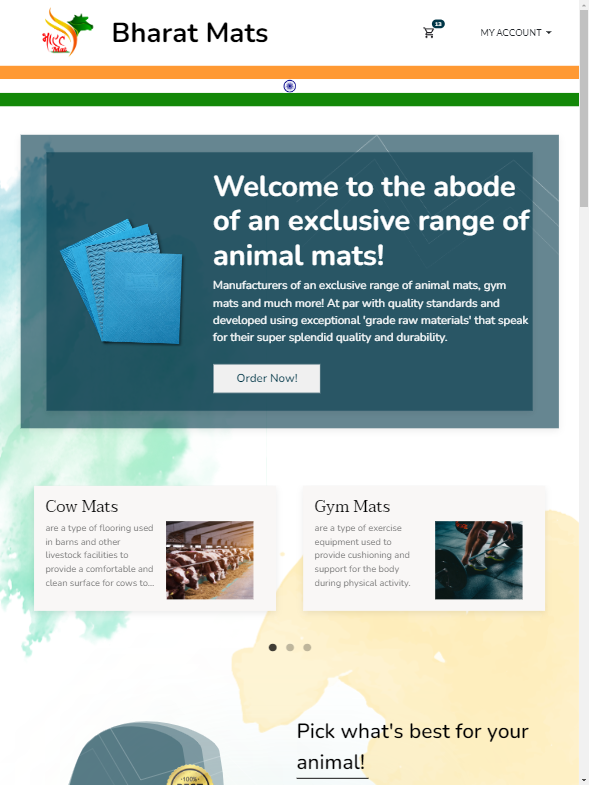 भारत
Mats
Bharat Mats
13
MY ACCOUNT
Welcome to the abode
of an exclusive range of
animal mats!
Manufacturers of an exclusive range of animal mats, gym
mats and much more! At par with quality standards and
developed using exceptional 'grade raw materials' that speak
for their super splendid quality and durability.
Order Now!
Cow Mats
are a type of flooring used
in barns and other
livestock facilities to
provide a comfortable and
clean surface for cows to...
Gym Mats
are a type of exercise
equipment used to
provide cushioning and
support for the body
during physical activity.
Pick what's best for your
animal!
100%
BEST